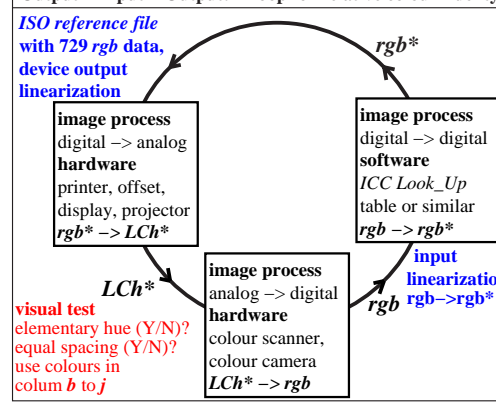 ISO reference file
with 729 rgb data,
device output
linearization
rgb*
image process
digital –> analog
hardware
printer, offset,
display, projector
rgb* –> LCh*
image process
digital –> digital
software
ICC Look_Up
table or similar
rgb –> rgb*
LCh*
image process
analog –> digital
hardware
colour scanner,
colour camera
LCh* –> rgb
rgb
input
linearizatio
rgb–>rgb*
visual test
elementary hue (Y/N)?
equal spacing (Y/N)?
use colours in
colum b to j